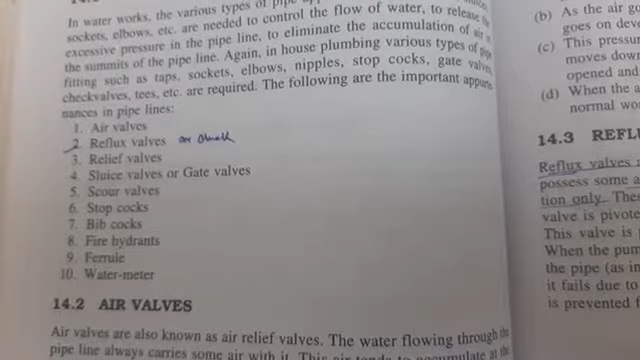 In water works, the various types of pipe
sockets, elbows, etc. are needed to control the flow of water, to release
excessive pressure in the pipe line, to eliminate the accumulation of air in
the summits of the pipe line. Again, in house plumbing various types of pipe
fitting such as taps, sockets, elbows, nipples, stop cocks, gate valves,
checkvalves, tees, etc. are required. The following are the important appurte-
nances in pipe lines:
1. Air valves
2. Reflux valves or
3. Relief valves
4. Sluice valves or Gate valves
5. Scour valves
6. Stop cocks
7. Bib cocks
8. Fire hydrants
9. Ferrule
10. Water-meter
14.2 AIR VALVES
Air valves are also known as air relief valves. The water flowing through the
pipe line always carries some air with it. This air tends to accumulate at the
(b) As the air go
goes on deve
(c) This pressur
moves down
opened and
(d) When the a
normal wo
14.3 REFLU
Reflux valves a
possess some a
tion only. Thes
valve is pivote
This valve is
When the pum
the pipe (as in
it fails due to
is prevented f